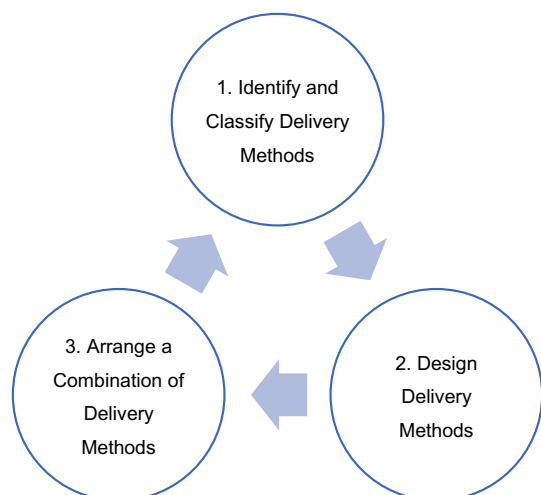 1. Identify and
Classify Delivery
Methods
2. Design
Delivery
Methods
3. Arrange a
Combination of
Delivery
Methods